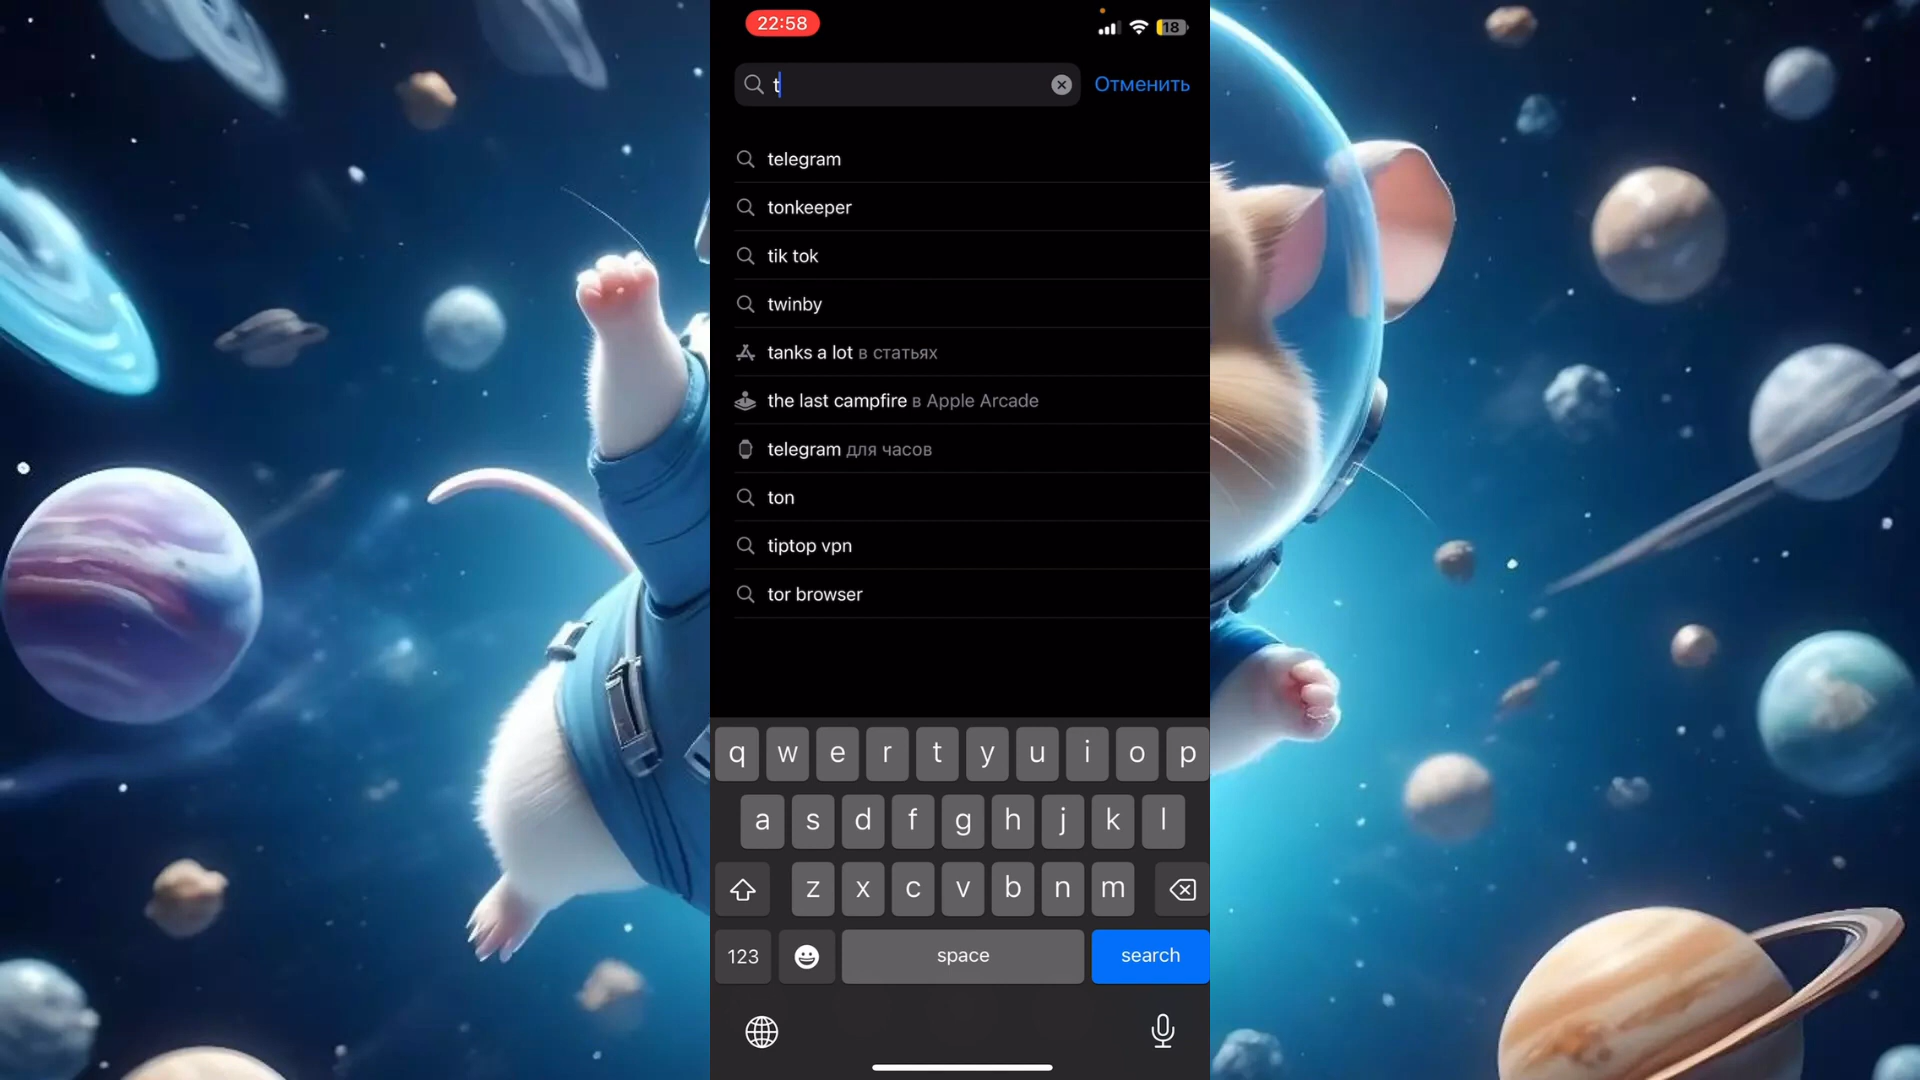 22:58
18
t
Отменить
telegram
tonkeeper
tik tok
twinby
tanks a lot в статьях
the last campfire в Apple Arcade
telegram для часов
ton
tiptop vpn
tor browser
q w e r t y u i o p
a s d f g h j k l
z x c v b n m
123 space search